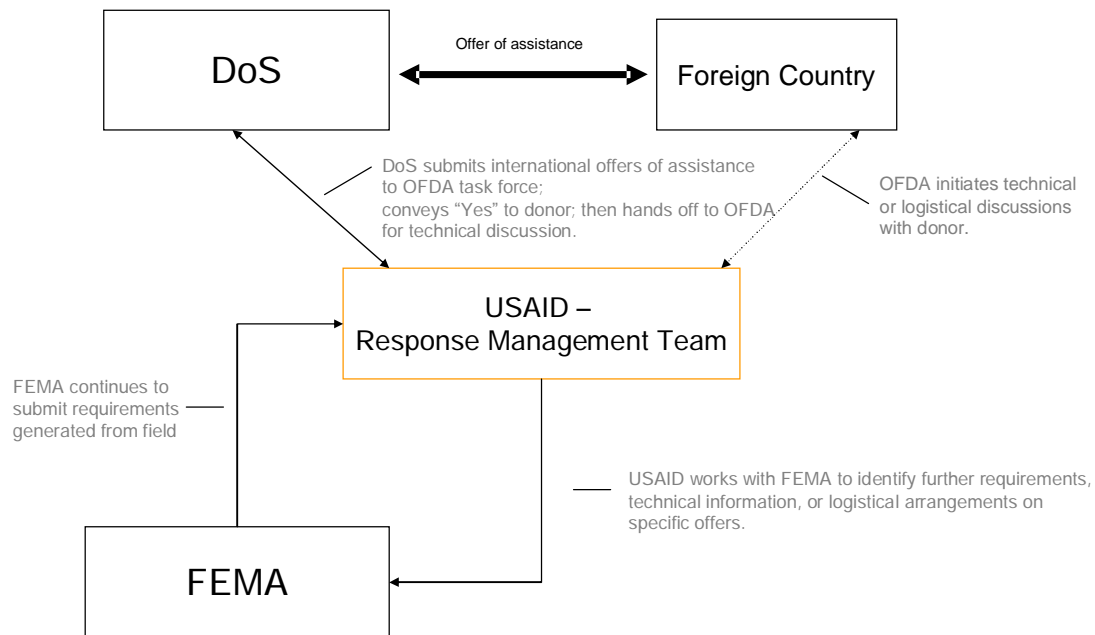 Offer of assistance
DoS
Foreign Country
DoS submits international offers of assistance
to OFDA task force;
conveys “Yes” to donor; then hands off to OFDA
for technical discussion.
OFDA initiates technical
or logistical discussions
with donor.
USAID –
Response Management Team
FEMA continues to
submit requirements
generated from field
USAID works with FEMA to identify further requirements,
technical information, or logistical arrangements on
specific offers.
FEMA